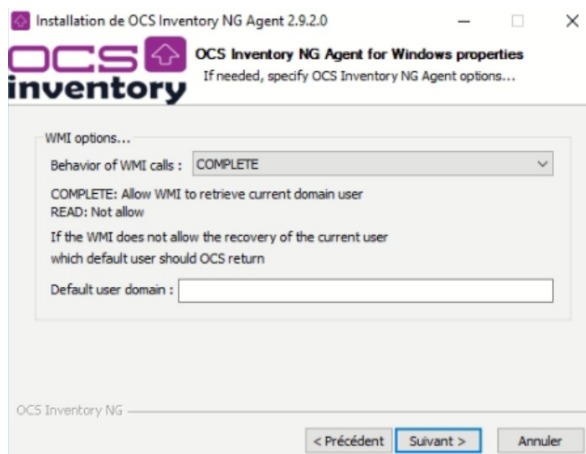 Installation de OCS Inventory NG Agent 2.9.2.0
OCS
inventory
OCS Inventory NG Agent for Windows properties
If needed, specify OCS Inventory NG Agent options...
WMI options...
Behavior of WMI calls : COMPLETE
COMPLETE: Allow WMI to retrieve current domain user
READ: Not allow
If the WMI does not allow the recovery of the current user
which default user should OCS return
Default user domain :
OCS Inventory NG
< Précédent Suivant > Annuler